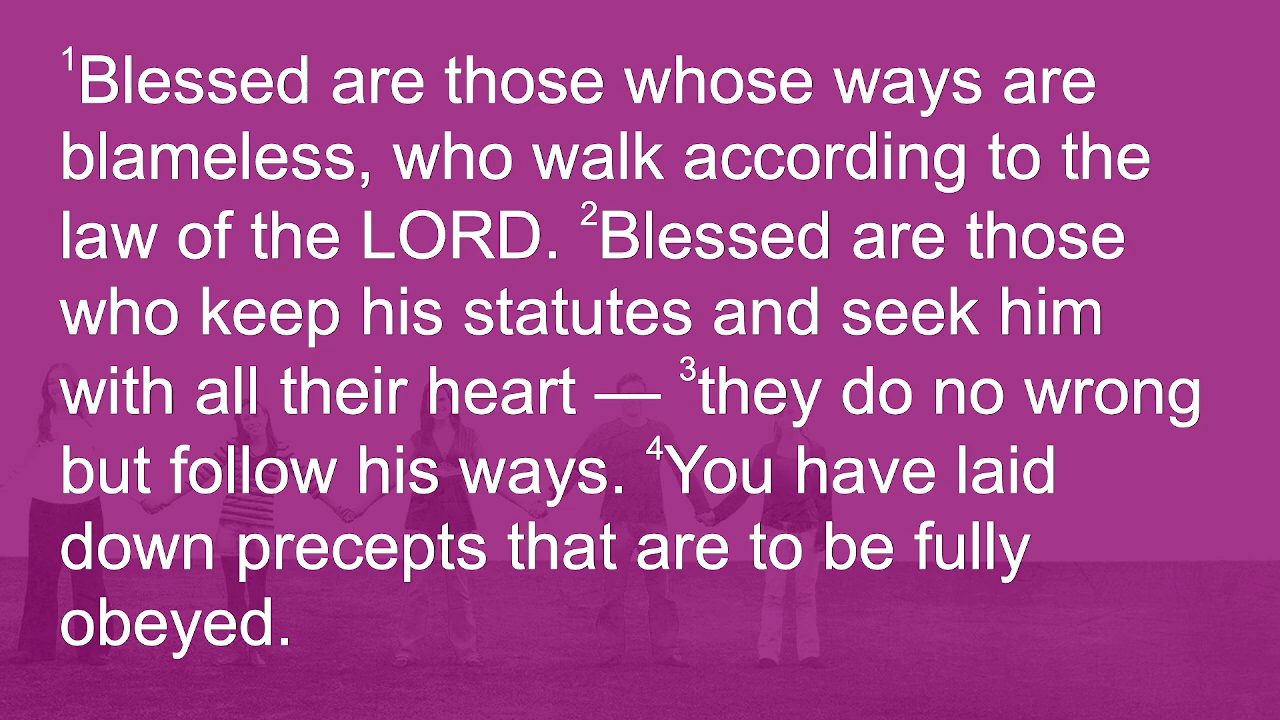 ¹Blessed are those whose ways are
blameless, who walk according to the
law of the LORD. ²Blessed are those
who keep his statutes and seek him
with all their heart — ³they do no wrong
but follow his ways. ⁴You have laid
down precepts that are to be fully
obeyed.